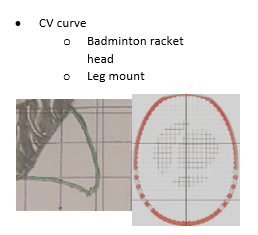 • CV curve
o Badminton racket
head
o Leg mount